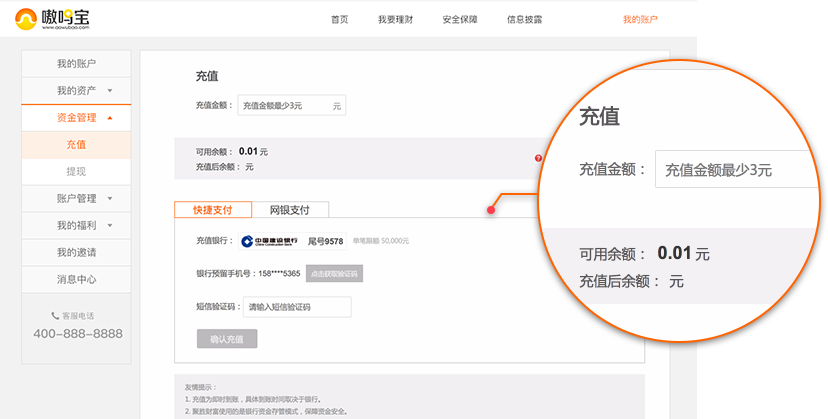 嗷呜宝
www.aowubao.com
首页 我要理财 安全保障 信息披露 我的账户
我的账户
我的资产
资金管理
充值
提现
账户管理
我的福利
我的邀请
消息中心
客服电话
400-888-8888
充值
充值金额： 充值金额最少3元 元
可用余额： 0.01 元
充值后余额： 元
快捷支付 网银支付
充值银行： 中国建设银行 China Construction Bank 尾号9578 单笔限额 50,000元
银行预留手机号：158****5365 点击获取验证码
短信验证码： 请输入短信验证码
确认充值
友情提示：
1. 充值为即时到账，具体到账时间取决于银行。
2. 聚放财富使用的是银行资金存管模式，保障资金安全。
充值
充值金额： 充值金额最少3元
可用余额： 0.01 元
充值后余额： 元